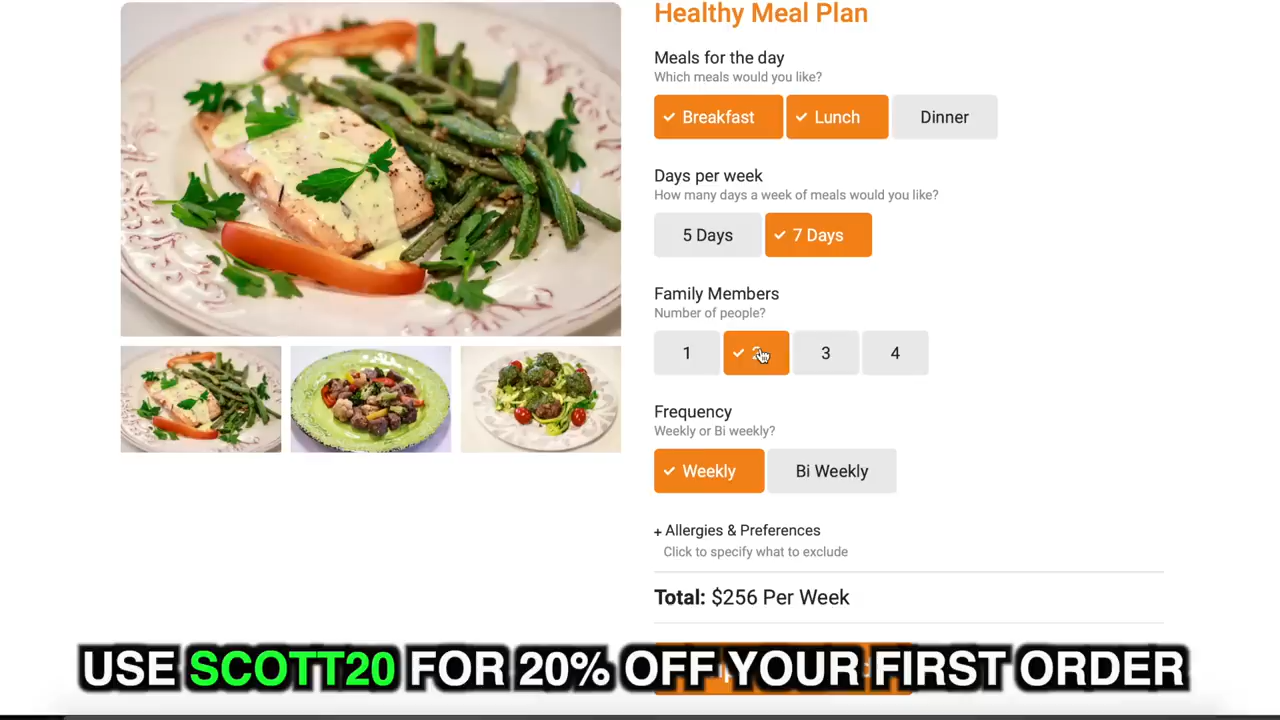 Healthy Meal Plan
Meals for the day
Which meals would you like?
Breakfast Lunch Dinner
Days per week
How many days a week of meals would you like?
5 Days 7 Days
Family Members
Number of people?
1 3 4
Frequency
Weekly or Bi weekly?
Weekly Bi Weekly
+ Allergies & Preferences
Click to specify what to exclude
Total: $256 Per Week
USE SCOTT20 FOR 20% OFF YOUR FIRST ORDER